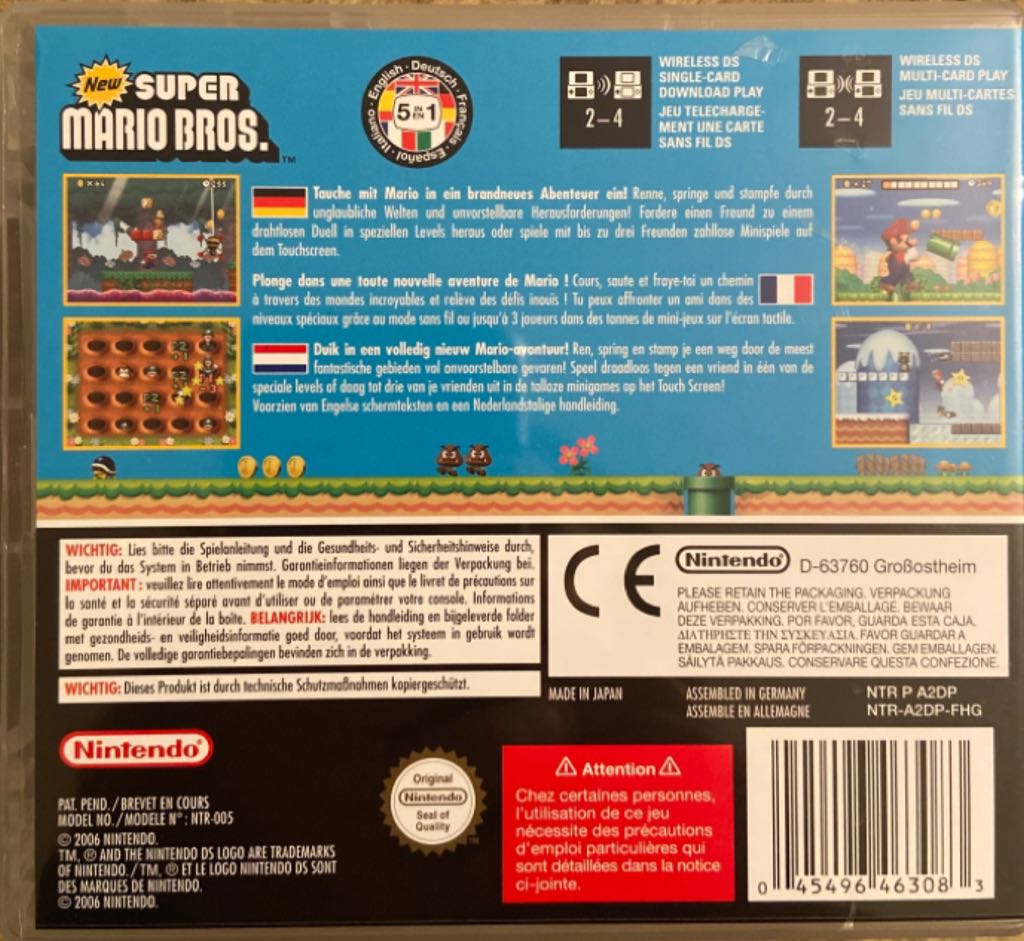 New SUPER
MARIO BROS.™
English · Deutsch · Français · Español · Italiano
5 IN EN 1
WIRELESS DS
SINGLE-CARD
DOWNLOAD PLAY
JEU TELECHARGE-
MENT UNE CARTE
SANS FIL DS
2-4
WIRELESS DS
MULTI-CARD PLAY
JEU MULTI-CARTES
SANS FIL DS
2-4
Tauche mit Mario in ein brandneues Abenteuer ein! Renne, springe und stampfe durch
unglaubliche Welten und unvorstellbare Herausforderungen! Fordere einen Freund zu einem
drahtlosen Duell in speziellen Levels heraus oder spiele mit bis zu drei Freunden zahllose Minispiele auf
dem Touchscreen.
Plonge dans une toute nouvelle aventure de Mario ! Cours, saute et fraye-toi un chemin
à travers des mondes incroyables et relève des défis inouïs ! Tu peux affronter un ami dans des
niveaux spéciaux grâce au mode sans fil ou jusqu'à 3 joueurs dans des tonnes de mini-jeux sur l'écran tactile.
Duik in een volledig nieuw Mario-avontuur! Ren, spring en stamp je een weg door de meest
fantastische gebieden vol onvoorstelbare gevaren! Speel draadloos tegen een vriend in één van de
speciale levels of daag tot drie van je vrienden uit in de talloze minigames op het Touch Screen!
Voorzien van Engelse schermteksten en een Nederlandstalige handleiding.
WICHTIG: Lies bitte die Spielanleitung und die Gesundheits- und Sicherheitshinweise durch,
bevor du das System in Betrieb nimmst. Garantieinformationen liegen der Verpackung bei.
IMPORTANT : veuillez lire attentivement le mode d'emploi ainsi que le livret de précautions sur
la santé et la sécurité séparé avant d'utiliser ou de paramétrer votre console. Informations
de garantie à l'intérieur de la boîte. BELANGRIJK: lees de handleiding en bijgeleverde folder
met gezondheids- en veiligheidsinformatie goed door, voordat het systeem in gebruik wordt
genomen. De volledige garantiebepalingen bevinden zich in de verpakking.
WICHTIG: Dieses Produkt ist durch technische Schutzmaßnahmen kopiergeschützt.
CE
Nintendo® D-63760 Großostheim
PLEASE RETAIN THE PACKAGING. VERPACKUNG
AUFHEBEN. CONSERVER L'EMBALLAGE. BEWAAR
DEZE VERPAKKING. POR FAVOR, GUARDA ESTA CAJA.
ΔΙΑΤΗΡΗΣΤΕ ΤΗΝ ΣΥΣΚΕΥΑΣΙΑ. FAVOR GUARDAR A
EMBALAGEM. SPARA FÖRPACKNINGEN. GEM EMBALLAGEN.
SÄILYTÄ PAKKAUS. CONSERVARE QUESTA CONFEZIONE.
MADE IN JAPAN
ASSEMBLED IN GERMANY
ASSEMBLE EN ALLEMAGNE
NTR P A2DP
NTR-A2DP-FHG
Nintendo®
PAT. PEND. / BREVET EN COURS
MODEL NO. / MODELE N° : NTR-005
© 2006 NINTENDO.
TM, ® AND THE NINTENDO DS LOGO ARE TRADEMARKS
OF NINTENDO. / TM, ® ET LE LOGO NINTENDO DS SONT
DES MARQUES DE NINTENDO.
© 2006 NINTENDO.
Original
Nintendo
Seal of
Quality
⚠ Attention ⚠
Chez certaines personnes,
l'utilisation de ce jeu
nécessite des précautions
d'emploi particulières qui
sont détaillées dans la notice
ci-jointe.
0 45496 46308 3